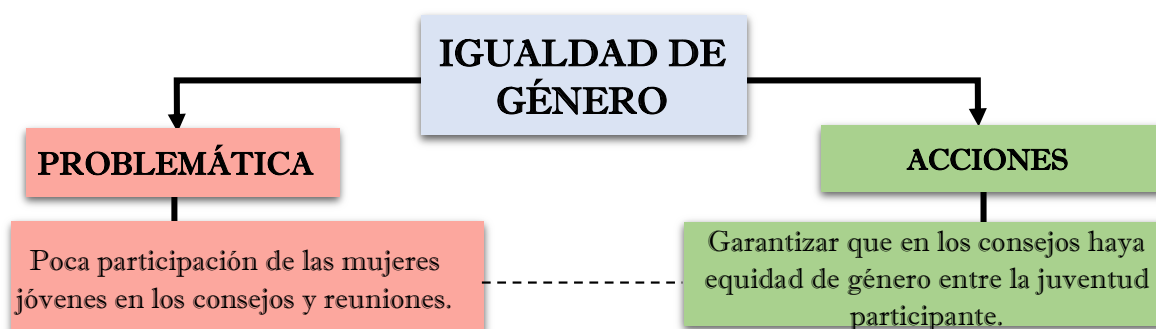 IGUALDAD DE
GÉNERO
PROBLEMÁTICA
ACCIONES
Poca participación de las mujeres
jóvenes en los consejos y reuniones.
Garantizar que en los consejos haya
equidad de género entre la juventud
participante.